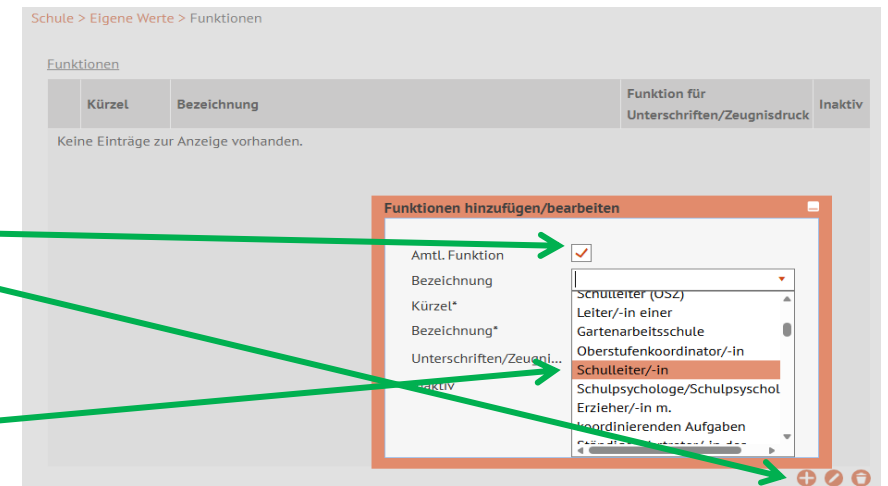 Schule > Eigene Werte > Funktionen
Funktionen
Kürzel
Bezeichnung
Funktion für
Unterschriften/Zeugnisdruck
Inaktiv
Keine Einträge zur Anzeige vorhanden.
Funktionen hinzufügen/bearbeiten
Amtl. Funktion
Bezeichnung
Kürzel*
Bezeichnung*
Unterschriften/Zeugni...
Schulleiter (OSZ)
Leiter/-in einer
Gartenarbeitsschule
Oberstufenkoordinator/-in
Schulleiter/-in
Schulpsychologe/Schulpsychol
Erzieher/-in m.
koordinierenden Aufgaben